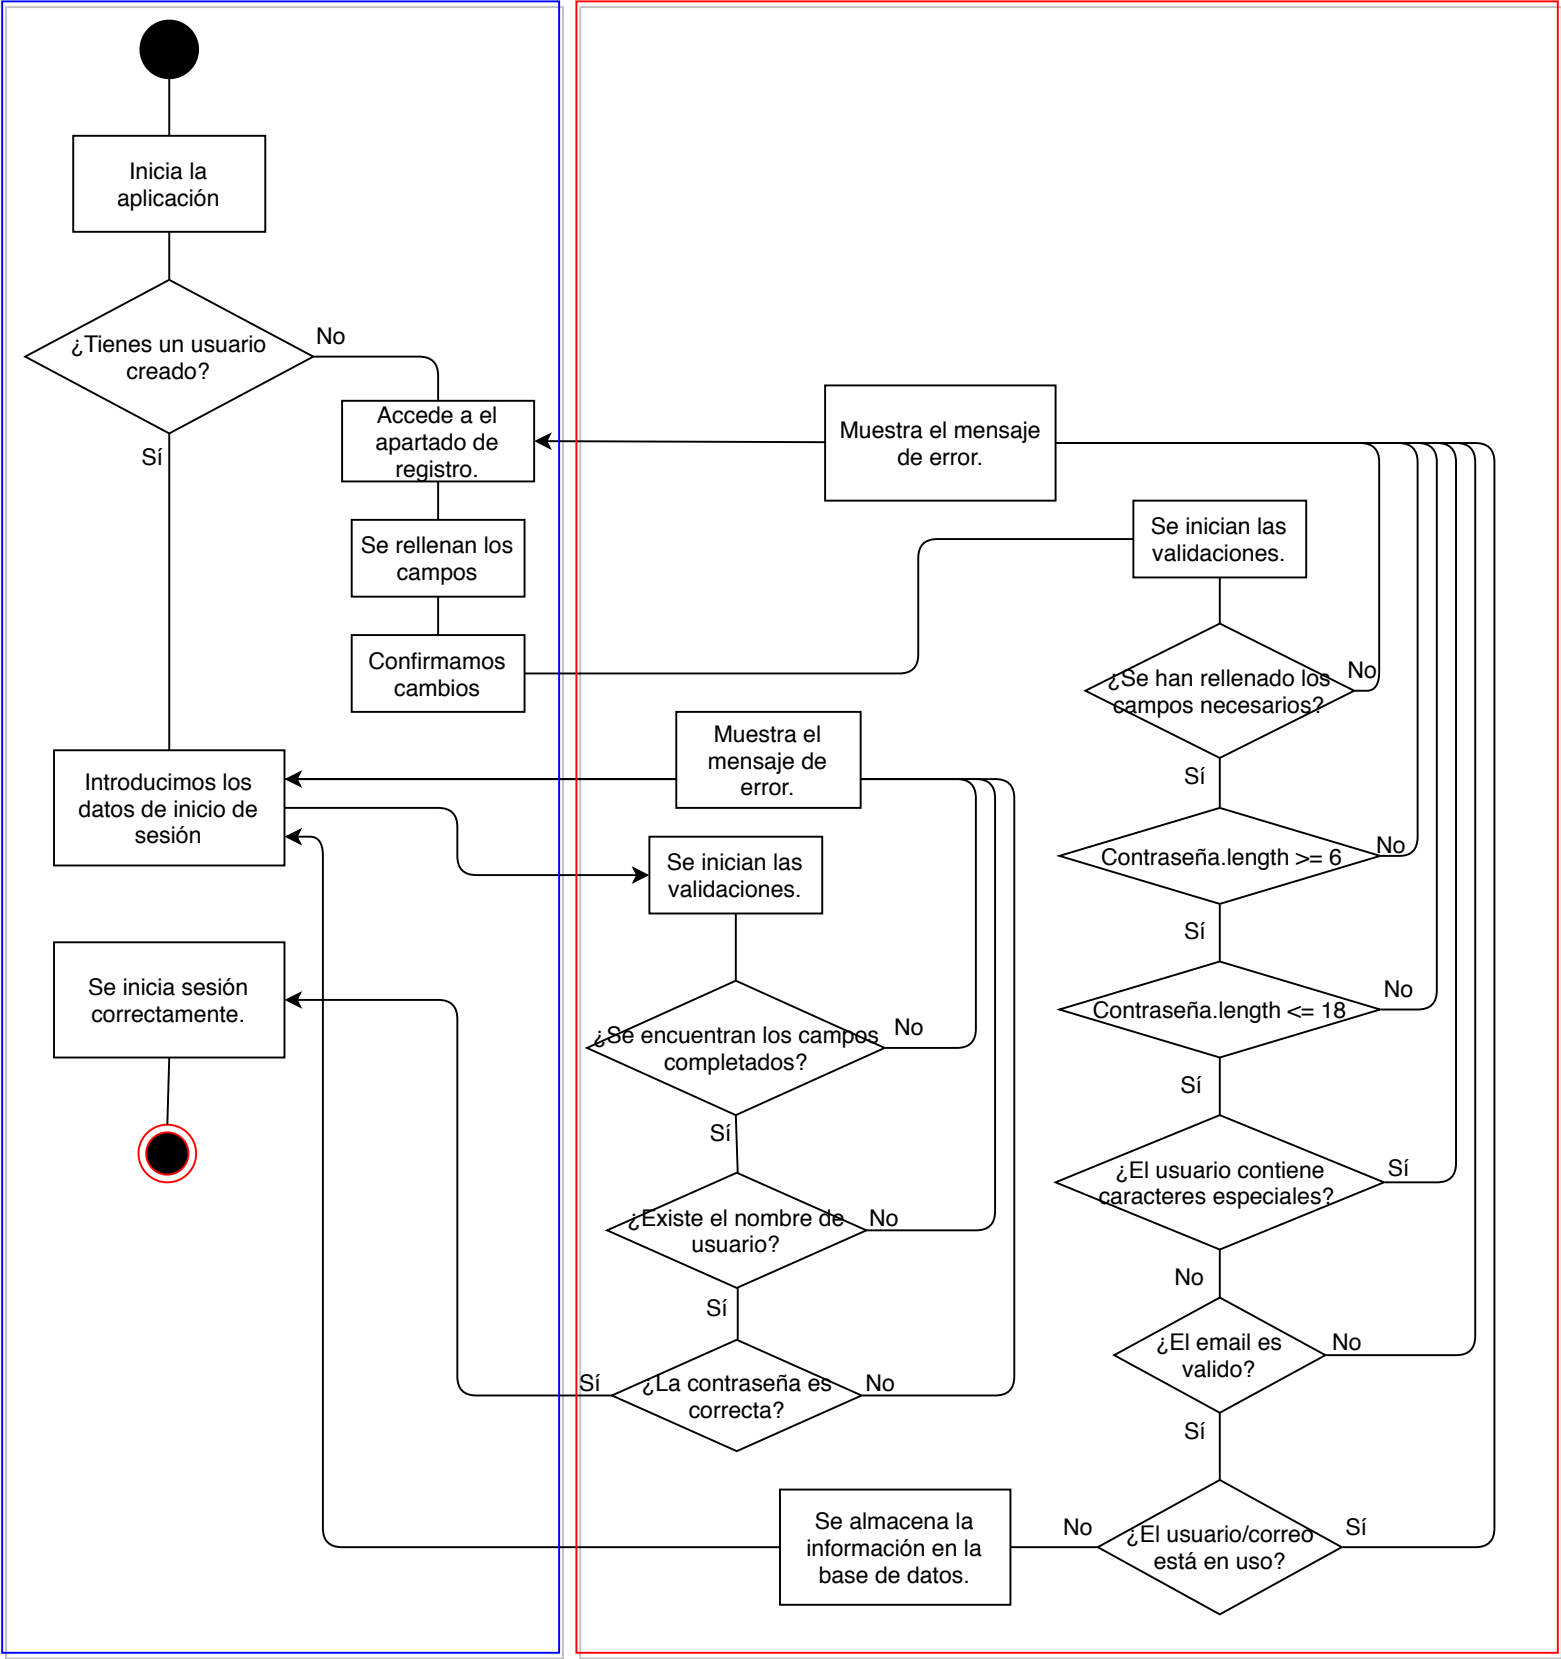 Inicia la
aplicación
¿Tienes un usuario
creado?
No
Sí
Accede a el
apartado de
registro.
Se rellenan los
campos
Confirmamos
cambios
Introducimos los
datos de inicio de
sesión
Se inicia sesión
correctamente.
Muestra el mensaje
de error.
Se inician las
validaciones.
¿Se han rellenado los
campos necesarios?
No
Sí
Contraseña.length >= 6
No
Sí
Contraseña.length <= 18
No
Sí
¿El usuario contiene
caracteres especiales?
Sí
No
¿El email es
valido?
No
Sí
¿El usuario/correo
está en uso?
Sí
No
Se almacena la
información en la
base de datos.
Muestra el
mensaje de
error.
Se inician las
validaciones.
¿Se encuentran los campos
completados?
No
Sí
¿Existe el nombre de
usuario?
No
Sí
¿La contraseña es
correcta?
No
Sí